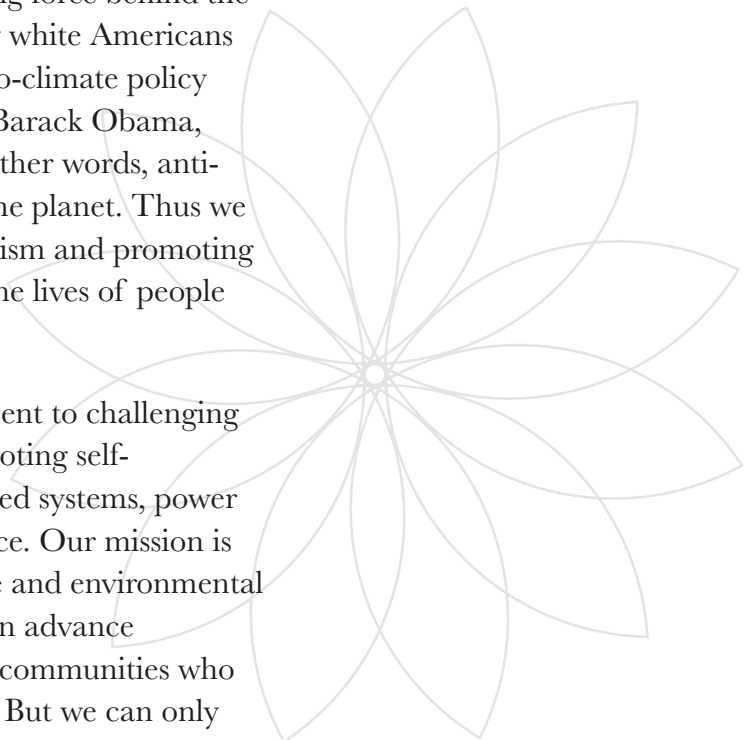 g force behind the
white Americans
o-climate policy
Barack Obama,
ther words, anti-
he planet. Thus we
ism and promoting
he lives of people
ent to challenging
oting self-
ed systems, power
ce. Our mission is
e and environmental
n advance
communities who
But we can only